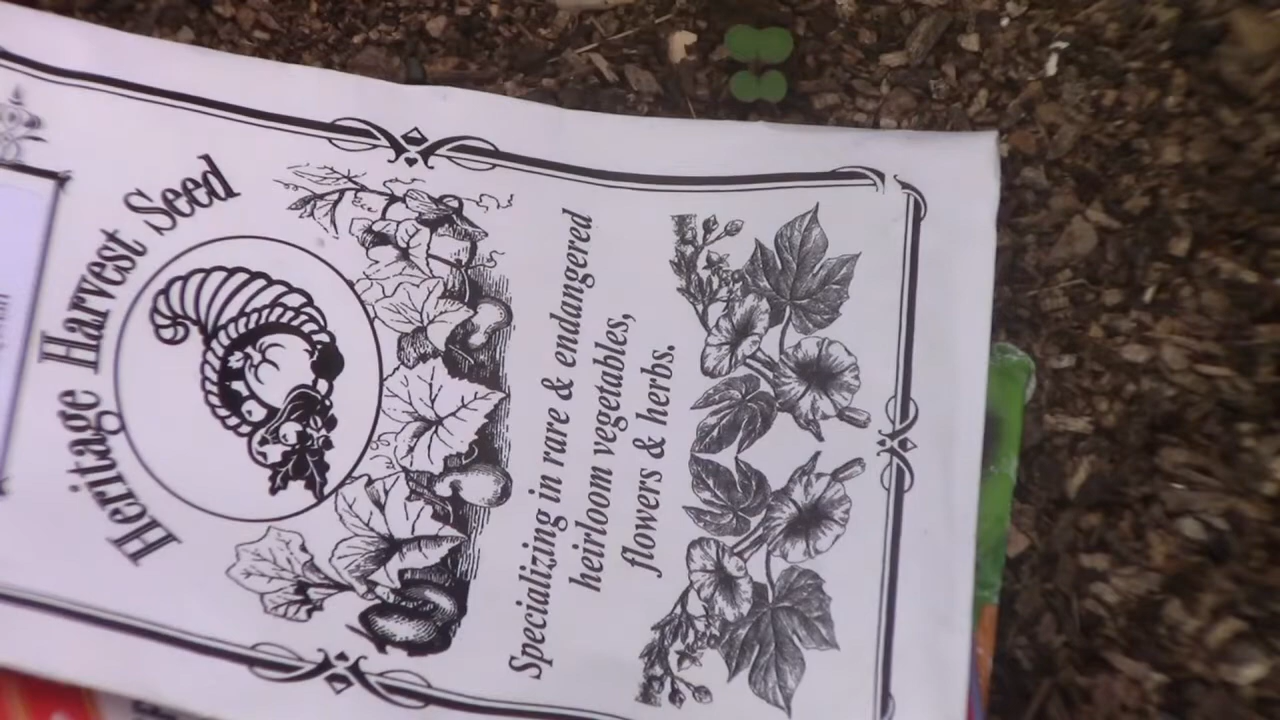 Heritage Harvest Seed
Specializing in rare & endangered
heirloom vegetables,
flowers & herbs.